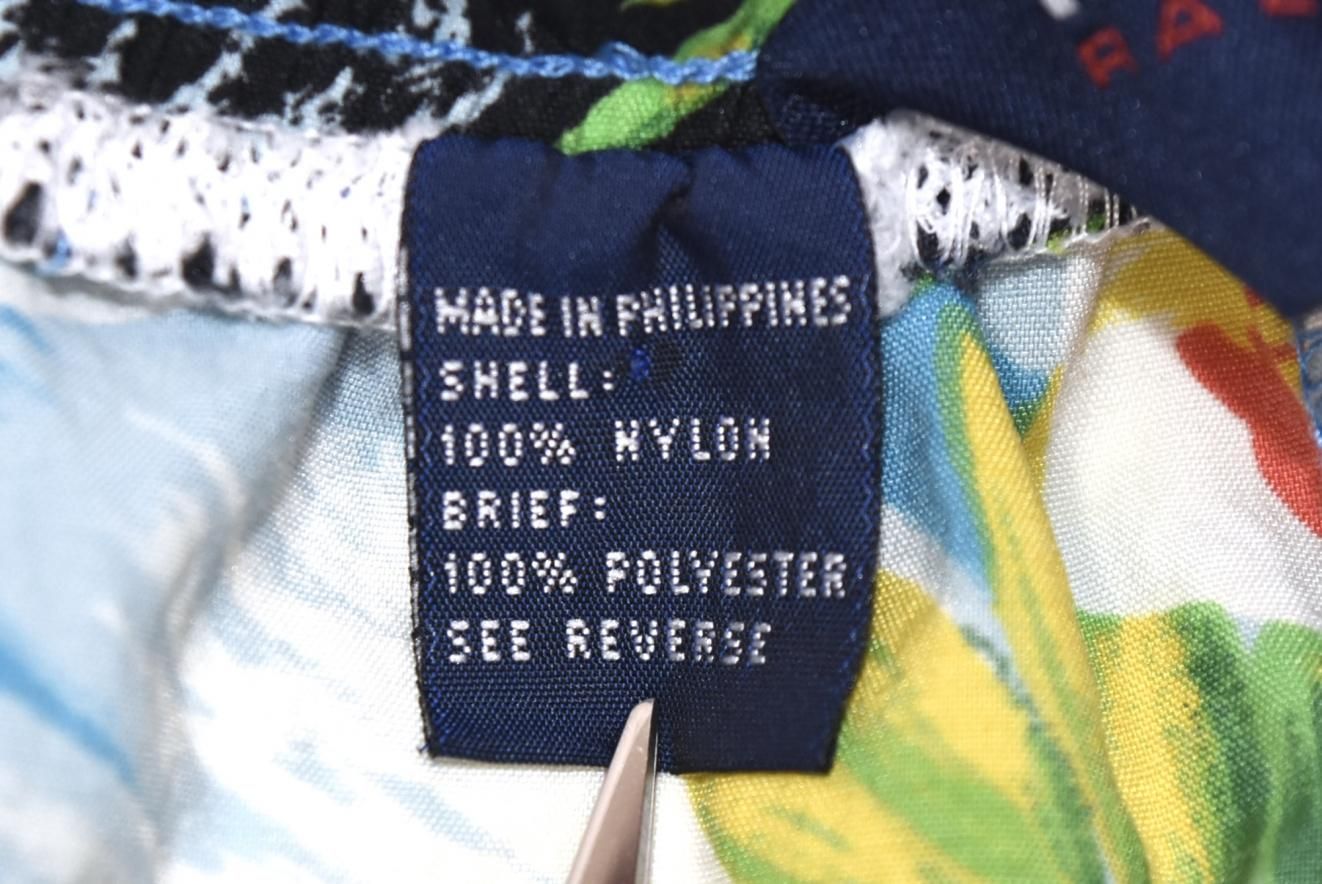 MADE IN PHILIPPINES
SHELL:
100% NYLON
BRIEF:
100% POLYESTER
SEE REVERSE